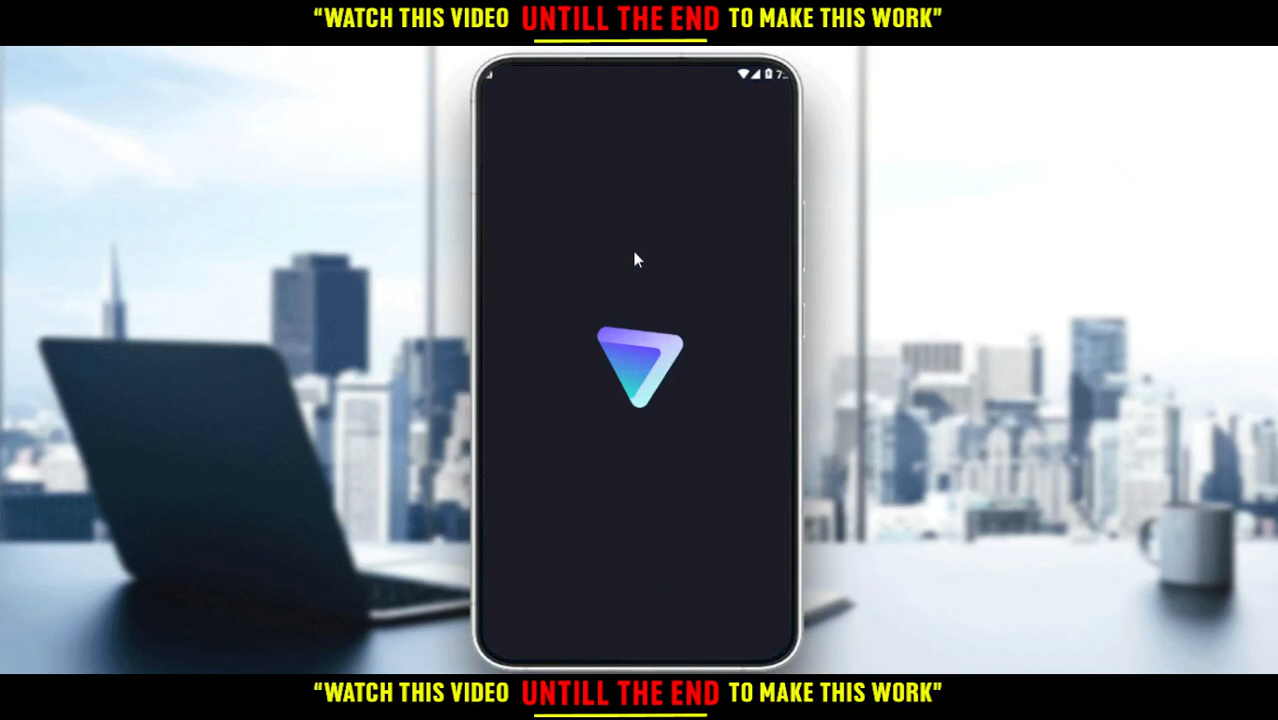 “WATCH THIS VIDEO UNTILL THE END TO MAKE THIS WORK”
7..
“WATCH THIS VIDEO UNTILL THE END TO MAKE THIS WORK”